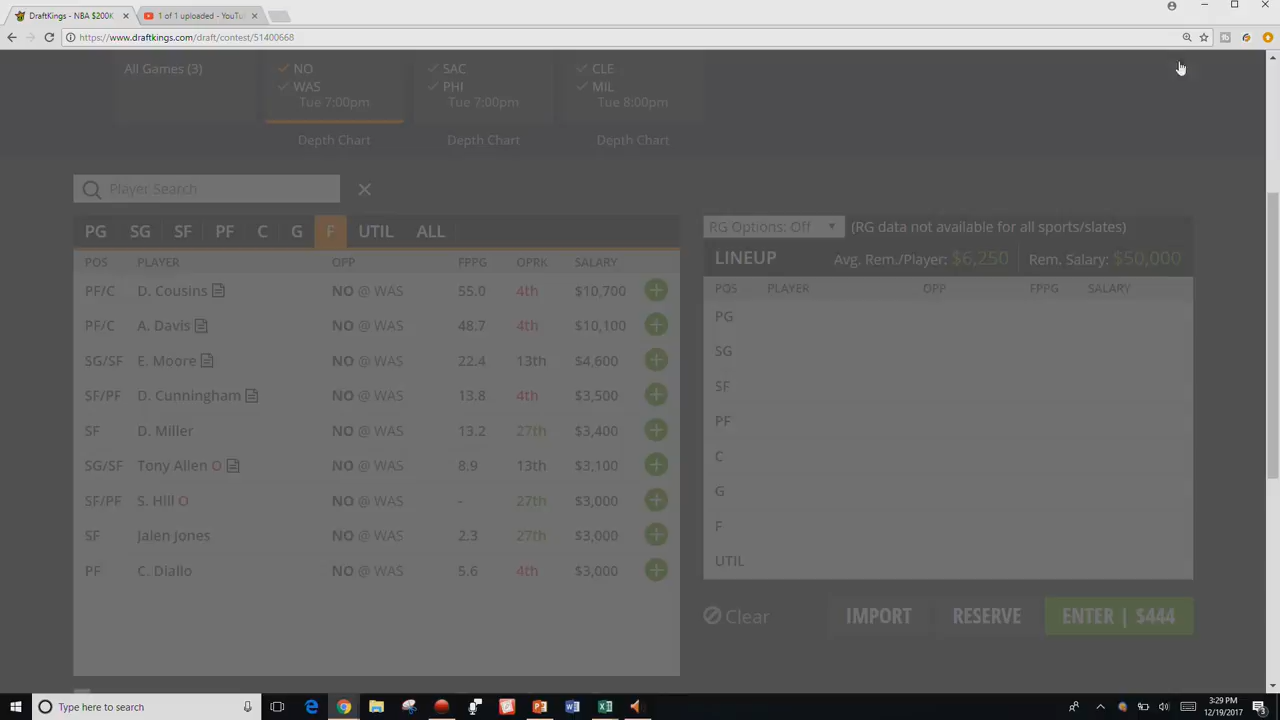 DraftKings - NBA $200K
1 of 1 uploaded - YouTu
https://www.draftkings.com/draft/contest/51400668
All Games (3)
NO
WAS
Tue 7:00pm
SAC
PHI
Tue 7:00pm
CLE
MIL
Tue 8:00pm
Depth Chart
Depth Chart
Depth Chart
Player Search
PG SG SF PF C G F UTIL ALL
POS PLAYER OPP FPPG OPRK SALARY
PF/C D. Cousins NO @ WAS 55.0 4th $10,700
PF/C A. Davis NO @ WAS 48.7 4th $10,100
SG/SF E. Moore NO @ WAS 22.4 13th $4,600
SF/PF D. Cunningham NO @ WAS 13.8 4th $3,500
SF D. Miller NO @ WAS 13.2 27th $3,400
SG/SF Tony Allen O NO @ WAS 8.9 13th $3,100
SF/PF S. Hill O NO @ WAS - 27th $3,000
SF Jalen Jones NO @ WAS 2.3 27th $3,000
PF C. Diallo NO @ WAS 5.6 4th $3,000
RG Options: Off (RG data not available for all sports/slates)
LINEUP Avg. Rem./Player: $6,250 Rem. Salary: $50,000
POS PLAYER OPP FPPG SALARY
PG
SG
SF
PF
C
G
F
UTIL
Clear IMPORT RESERVE ENTER | $444
Type here to search
3:29 PM
12/19/2017